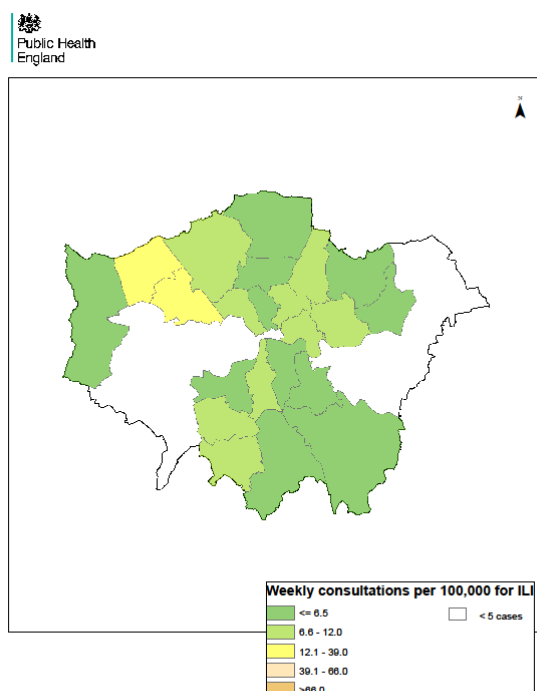 Public Health
England
N
Weekly consultations per 100,000 for ILI
<= 6.5
< 5 cases
6.6 - 12.0
12.1 - 39.0
39.1 - 66.0
>66.0